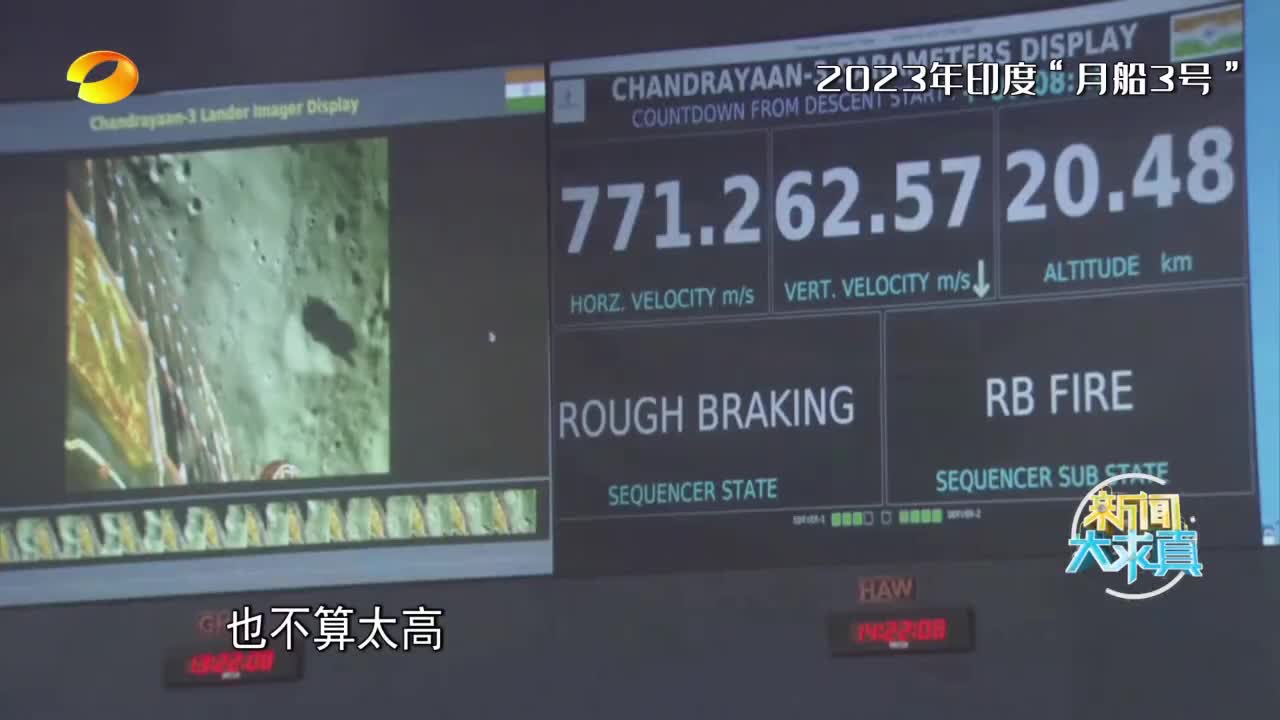 Chandrayaan-3 Lander Imager Display
2023年印度“月船3号”
PARAMETERS DISPLAY
COUNTDOWN FROM DESCENT START
771.2
62.57
20.48
HORZ. VELOCITY m/s
VERT. VELOCITY m/s
ALTITUDE km
ROUGH BRAKING
RB FIRE
SEQUENCER STATE
SEQUENCER SUB STATE
新闻
大求真
HAW
14:22:08
13:22:08
也不算太高